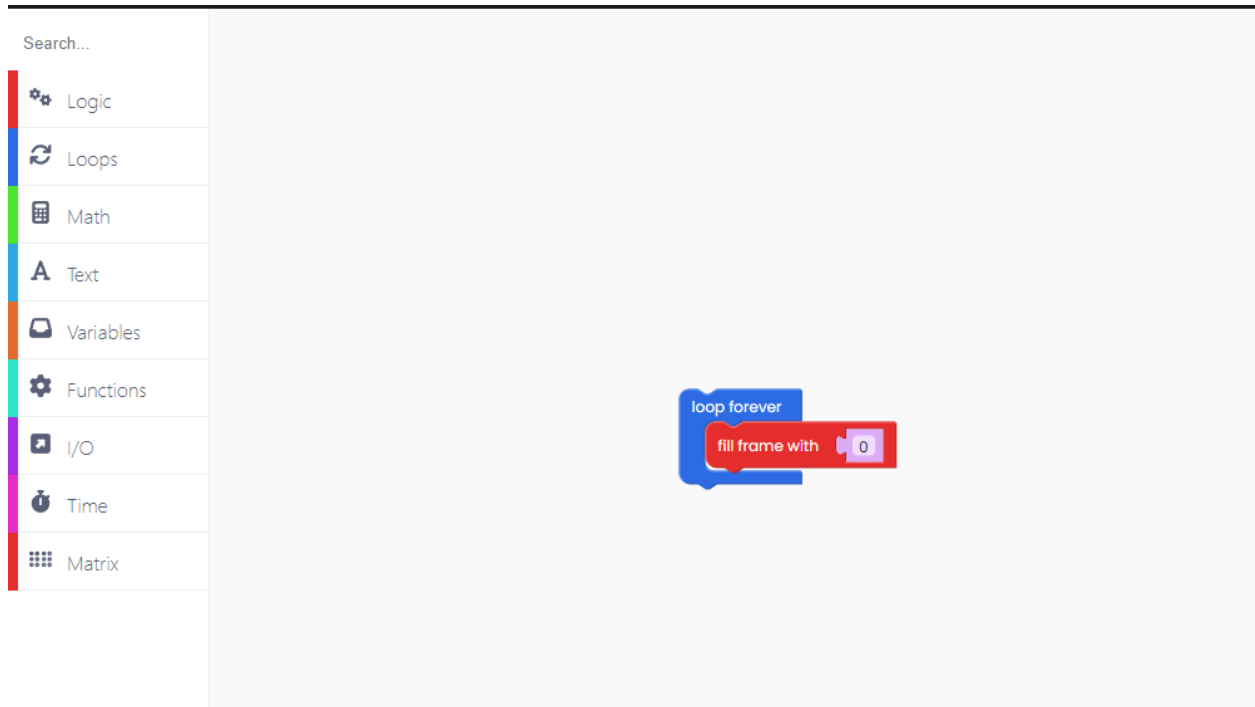 Search...
Logic
Loops
Math
Text
Variables
Functions
I/O
Time
Matrix
loop forever
fill frame with 0